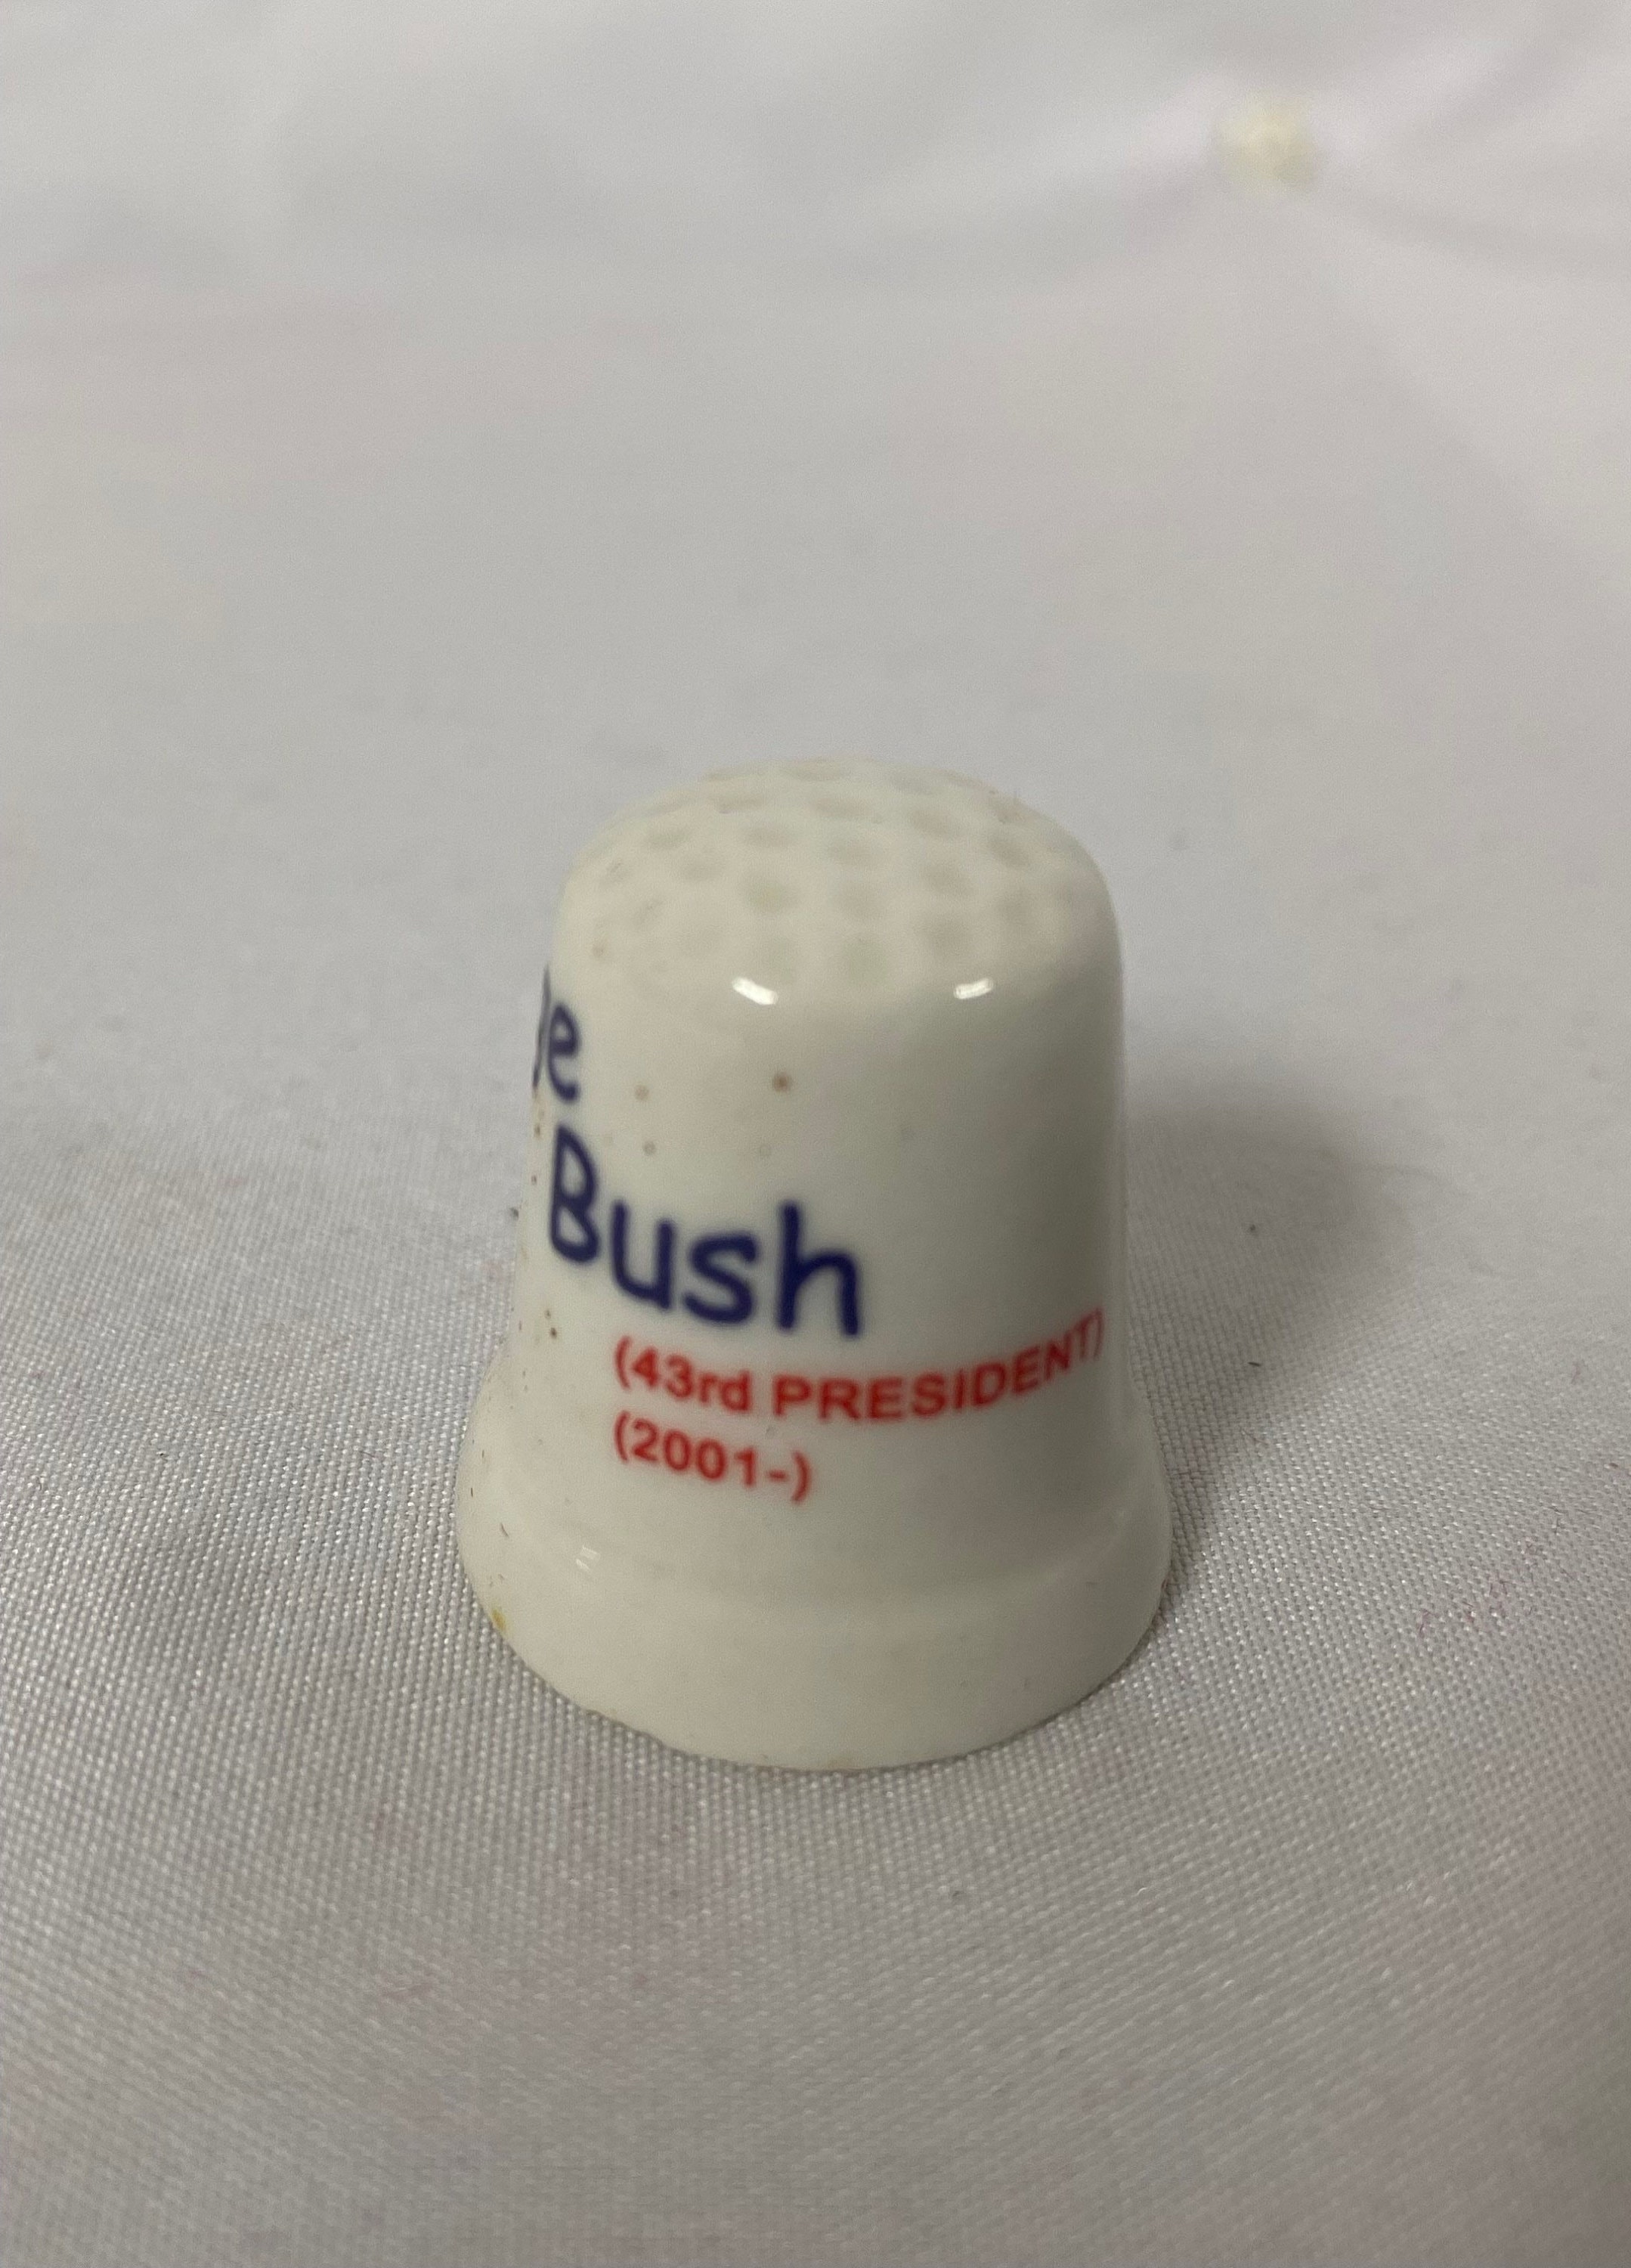 Bush
(43rd PRESIDENT)
(2001-)